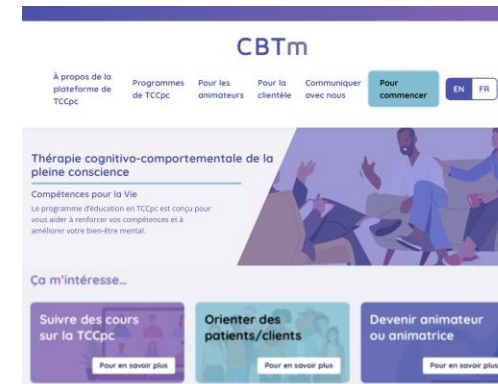 CBTm
À propos de la
plateforme de
TCCpc
Programmes
de TCCpc
Pour les
animateurs
Pour la
clientèle
Communiquer
avec nous
Pour
commencer
EN FR
Thérapie cognitivo-comportementale de la
pleine conscience
Compétences pour la Vie
Le programme d'éducation en TCCpc est conçu pour
vous aider à renforcer vos compétences et à
améliorer votre bien-être mental.
Ça m'intéresse...
Suivre des cours
sur la TCCpc
Pour en savoir plus
Orienter des
patients/clients
Pour en savoir plus
Devenir animateur
ou animatrice
Pour en savoir plus